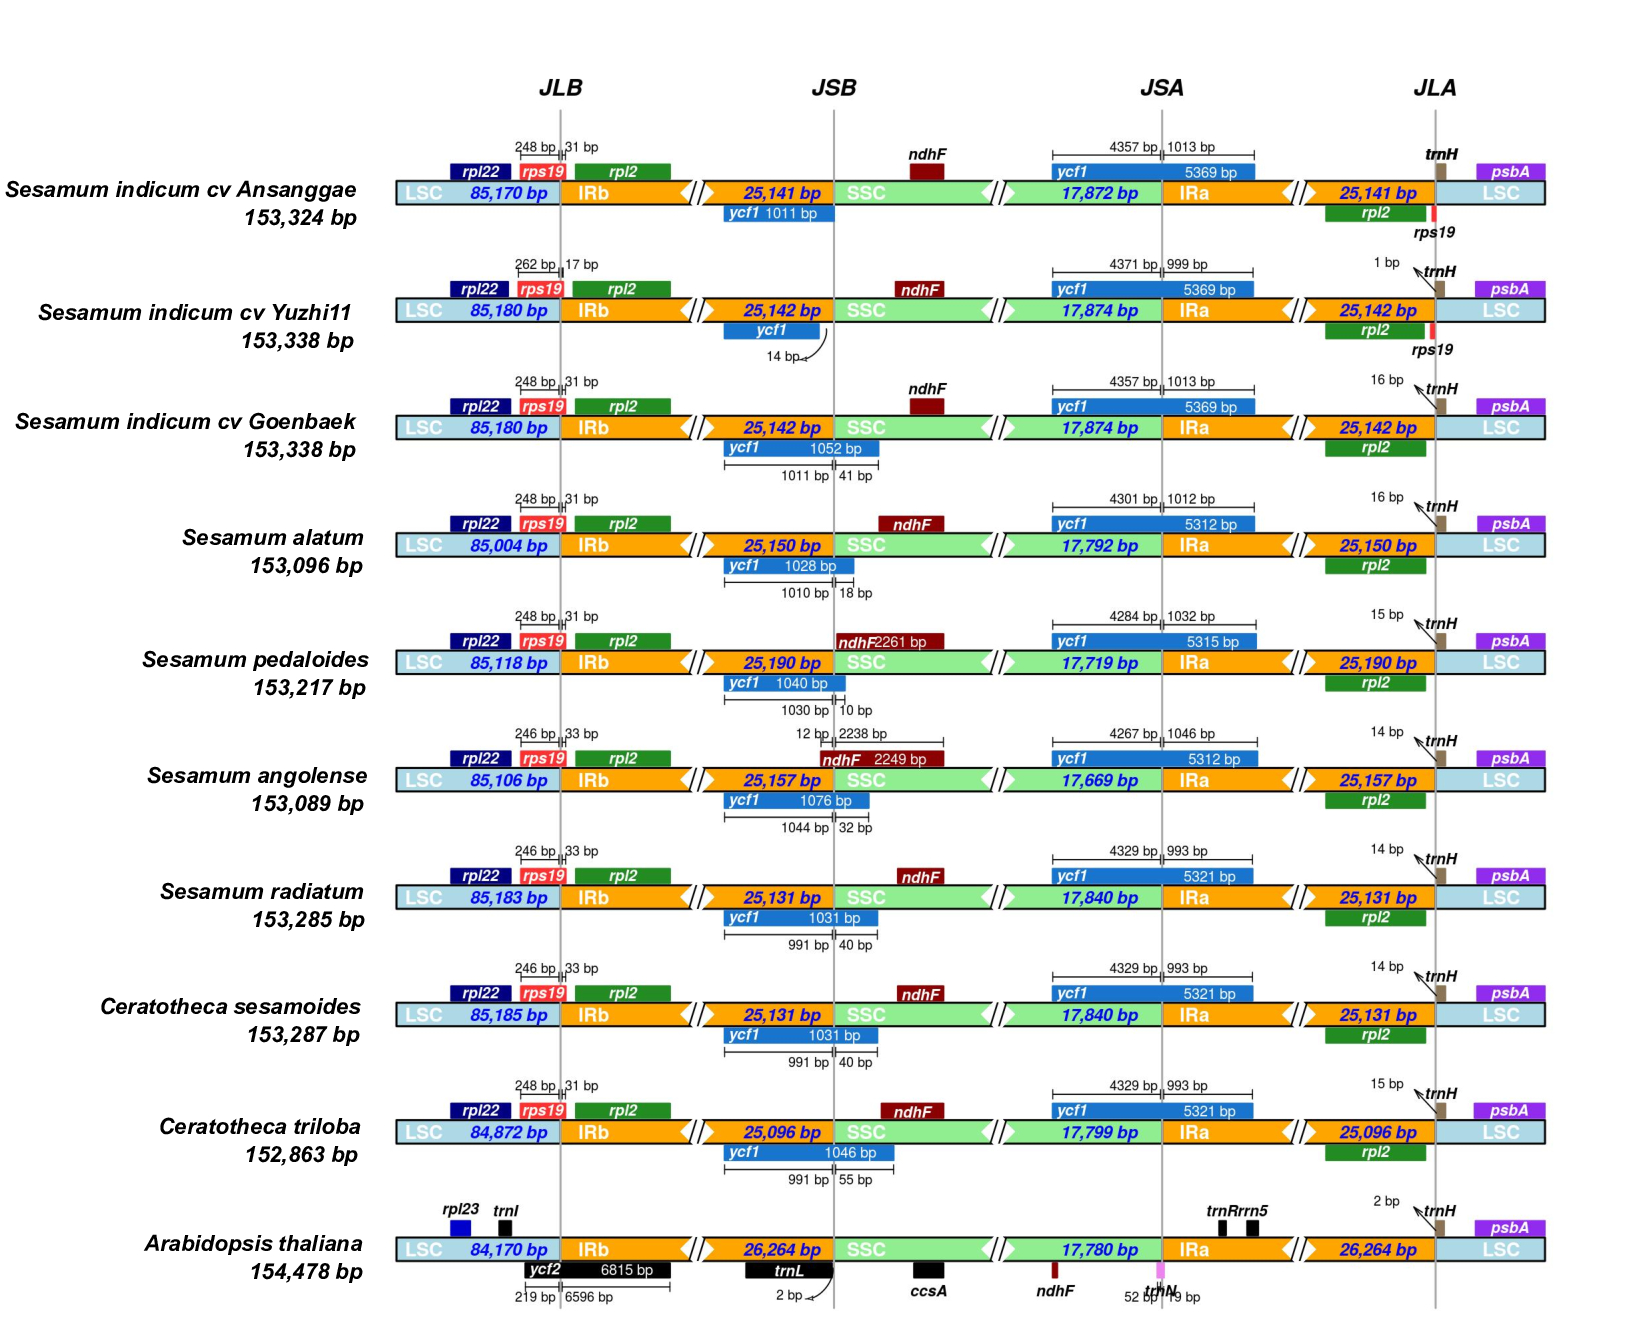 JLB JSB JSA JLA
248 bp 31 bp ndhF 4357 bp 1013 bp trnH
rpl22 rps19 rpl2 ycf1 5369 bp psbA
Sesamum indicum cv Ansanggae LSC 85,170 bp IRb 25,141 bp SSC 17,872 bp IRa 25,141 bp LSC
153,324 bp ycf1 1011 bp rpl2
rps19
262 bp 17 bp 4371 bp 999 bp 1 bp trnH
rpl22 rps19 rpl2 ndhF ycf1 5369 bp psbA
Sesamum indicum cv Yuzhi11 LSC 85,180 bp IRb 25,142 bp SSC 17,874 bp IRa 25,142 bp LSC
153,338 bp ycf1 rpl2
14 bp rps19
248 bp 31 bp ndhF 4357 bp 1013 bp 16 bp trnH
rpl22 rps19 rpl2 ycf1 5369 bp psbA
Sesamum indicum cv Goenbaek LSC 85,180 bp IRb 25,142 bp SSC 17,874 bp IRa 25,142 bp LSC
153,338 bp ycf1 1052 bp rpl2
1011 bp 41 bp
248 bp 31 bp 4301 bp 1012 bp 16 bp trnH
rpl22 rps19 rpl2 ndhF ycf1 5312 bp psbA
Sesamum alatum LSC 85,004 bp IRb 25,150 bp SSC 17,792 bp IRa 25,150 bp LSC
153,096 bp ycf1 1028 bp rpl2
1010 bp 18 bp
248 bp 31 bp 4284 bp 1032 bp 15 bp trnH
rpl22 rps19 rpl2 ndhF 2261 bp ycf1 5315 bp psbA
Sesamum pedaloides LSC 85,118 bp IRb 25,190 bp SSC 17,719 bp IRa 25,190 bp LSC
153,217 bp ycf1 1040 bp rpl2
1030 bp 10 bp
246 bp 33 bp 12 bp 2238 bp 4267 bp 1046 bp 14 bp trnH
rpl22 rps19 rpl2 ndhF 2249 bp ycf1 5312 bp psbA
Sesamum angolense LSC 85,106 bp IRb 25,157 bp SSC 17,669 bp IRa 25,157 bp LSC
153,089 bp ycf1 1076 bp rpl2
1044 bp 32 bp
246 bp 33 bp 4329 bp 993 bp 14 bp trnH
rpl22 rps19 rpl2 ndhF ycf1 5321 bp psbA
Sesamum radiatum LSC 85,183 bp IRb 25,131 bp SSC 17,840 bp IRa 25,131 bp LSC
153,285 bp ycf1 1031 bp rpl2
991 bp 40 bp
246 bp 33 bp 4329 bp 993 bp 14 bp trnH
rpl22 rps19 rpl2 ndhF ycf1 5321 bp psbA
Ceratotheca sesamoides LSC 85,185 bp IRb 25,131 bp SSC 17,840 bp IRa 25,131 bp LSC
153,287 bp ycf1 1031 bp rpl2
991 bp 40 bp
248 bp 31 bp 4329 bp 993 bp 15 bp trnH
rpl22 rps19 rpl2 ndhF ycf1 5321 bp psbA
Ceratotheca triloba LSC 84,872 bp IRb 25,096 bp SSC 17,799 bp IRa 25,096 bp LSC
152,863 bp ycf1 1046 bp rpl2
991 bp 55 bp
rpl23 trnI trnR rrn5 2 bp trnH
psbA
Arabidopsis thaliana LSC 84,170 bp IRb 26,264 bp SSC 17,780 bp IRa 26,264 bp LSC
154,478 bp ycf2 6815 bp trnL
219 bp 6596 bp 2 bp ccsA ndhF trnN
52 bp 19 bp